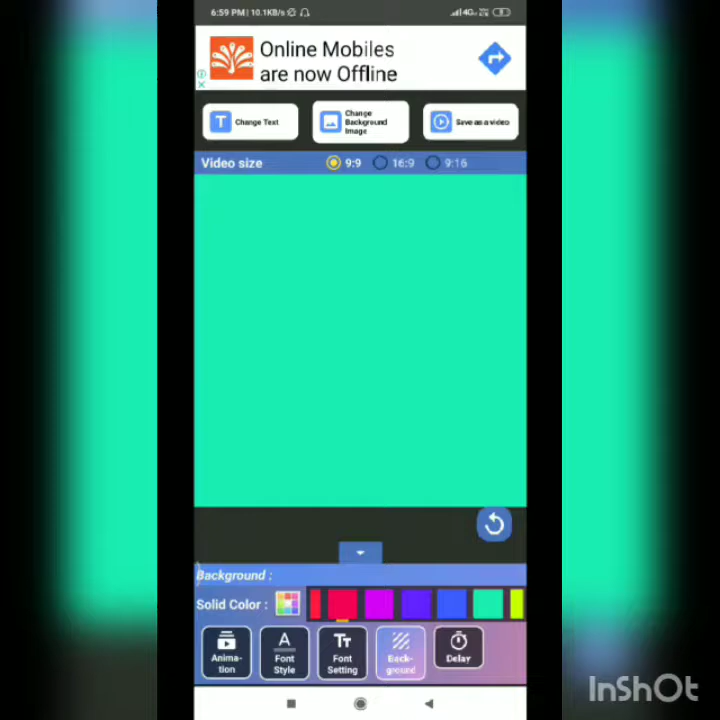 6:59 PM | 10.1KB/s
4G
Online Mobiles
are now Offline
Change Text
Change
Background
Image
Save as a video
Video size
9:9
16:9
9:16
Background :
Solid Color :
Anima-
tion
Font
Style
Font
Setting
Back-
ground
Delay
InShOt